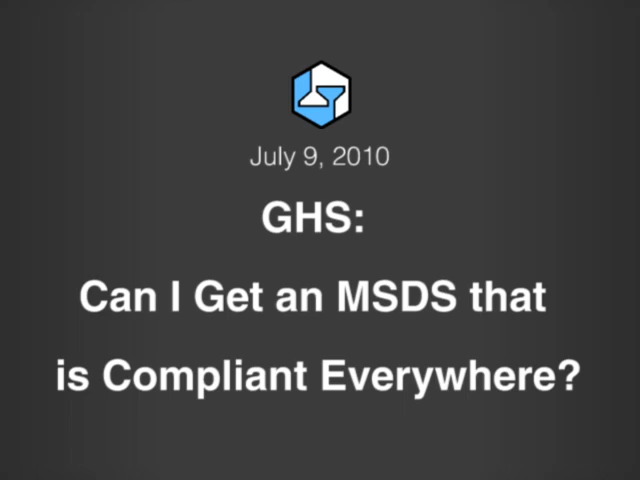 July 9, 2010
GHS:
Can I Get an MSDS that
is Compliant Everywhere?